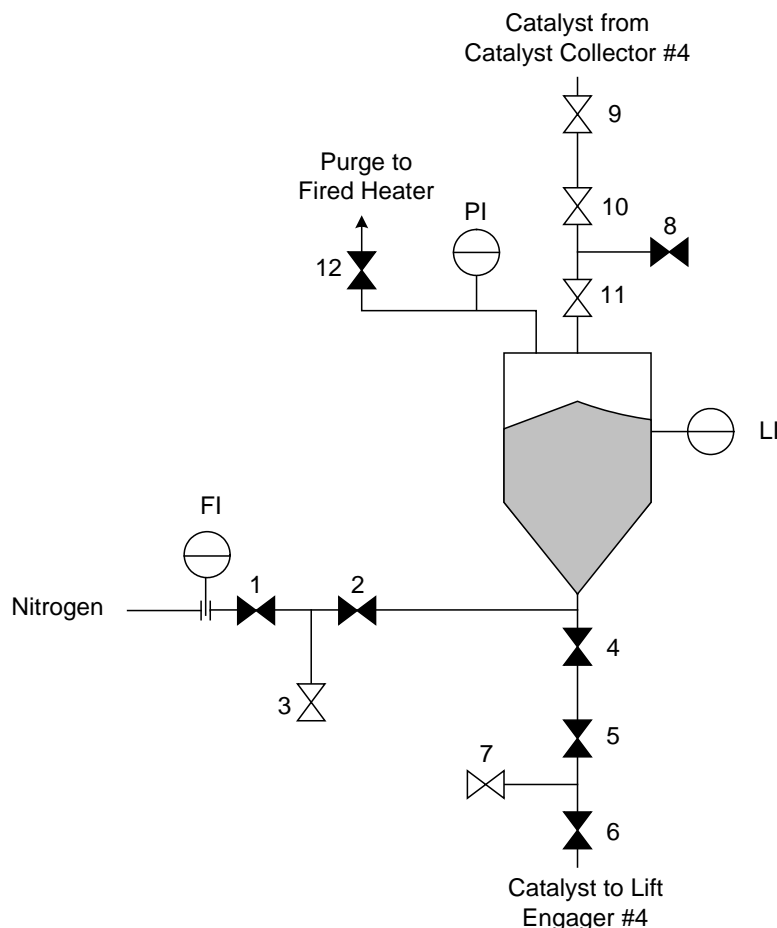 Catalyst from
Catalyst Collector #4
9
Purge to
Fired Heater
PI
10
8
12
11
LI
FI
1
2
Nitrogen
4
3
5
7
6
Catalyst to Lift
Engager #4